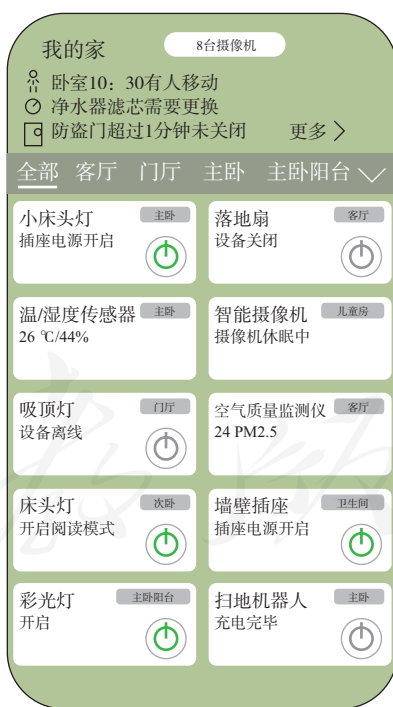 我的家
8台摄像机
卧室10：30有人移动
净水器滤芯需要更换
防盗门超过1分钟未关闭
更多
全部 客厅 门厅 主卧 主卧阳台
小床头灯
主卧
插座电源开启
落地扇
客厅
设备关闭
温/湿度传感器
主卧
26 ℃/44%
智能摄像机
儿童房
摄像机休眠中
吸顶灯
门厅
设备离线
空气质量监测仪
客厅
24 PM2.5
床头灯
次卧
开启阅读模式
墙壁插座
卫生间
插座电源开启
彩光灯
主卧阳台
开启
扫地机器人
主卧
充电完毕